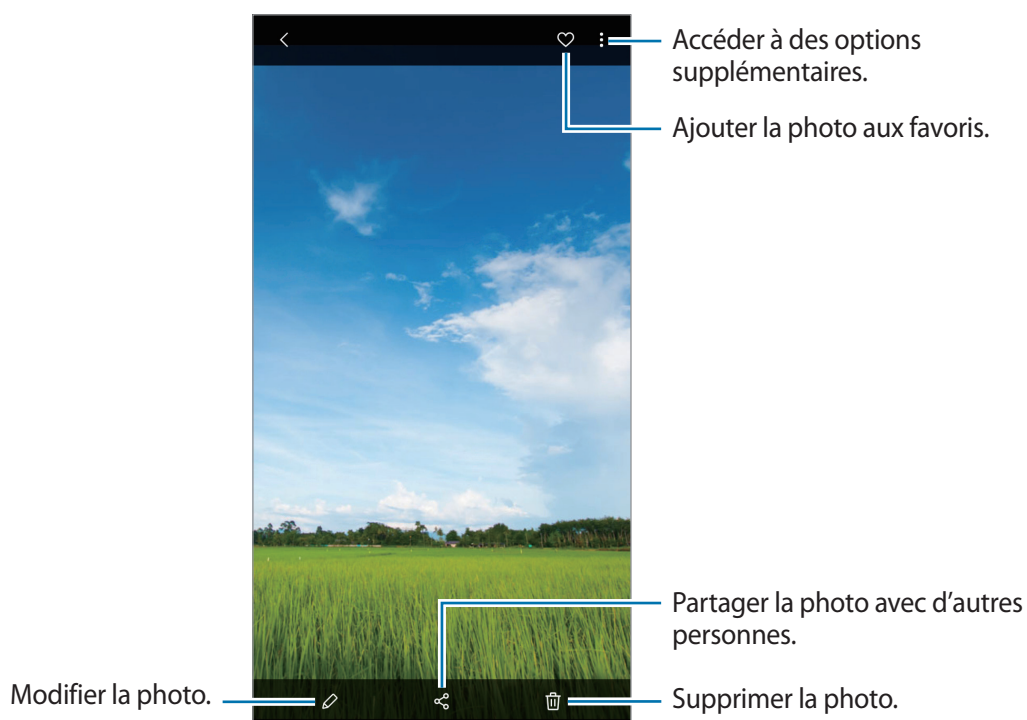 Accéder à des options
supplémentaires.
Ajouter la photo aux favoris.
Partager la photo avec d’autres
personnes.
Modifier la photo.
Supprimer la photo.